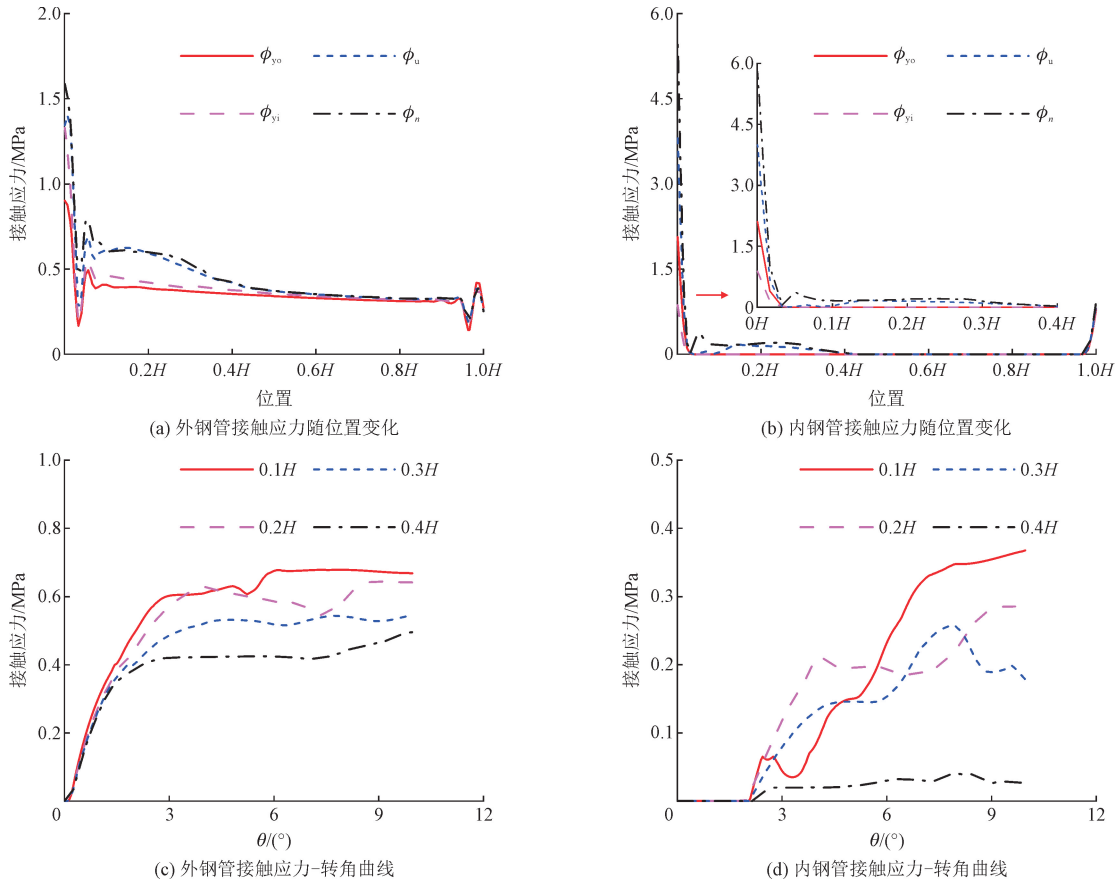 2.0
1.5
1.0
0.5
0
接触应力/MPa
ϕyo
ϕu
ϕyi
ϕn
0.2H 0.4H 0.6H 0.8H 1.0H
位置
(a) 外钢管接触应力随位置变化
6.0
4.5
3.0
1.5
0
接触应力/MPa
ϕyo
ϕu
ϕyi
ϕn
6.0
4.5
3.0
1.5
0
0H 0.1H 0.2H 0.3H 0.4H
0.2H 0.4H 0.6H 0.8H 1.0H
位置
(b) 内钢管接触应力随位置变化
1.0
0.8
0.6
0.4
0.2
接触应力/MPa
0.1H
0.3H
0.2H
0.4H
0 3 6 9 12
θ/(°)
(c) 外钢管接触应力-转角曲线
0.5
0.4
0.3
0.2
0.1
接触应力/MPa
0.1H
0.3H
0.2H
0.4H
0 3 6 9 12
θ/(°)
(d) 内钢管接触应力-转角曲线